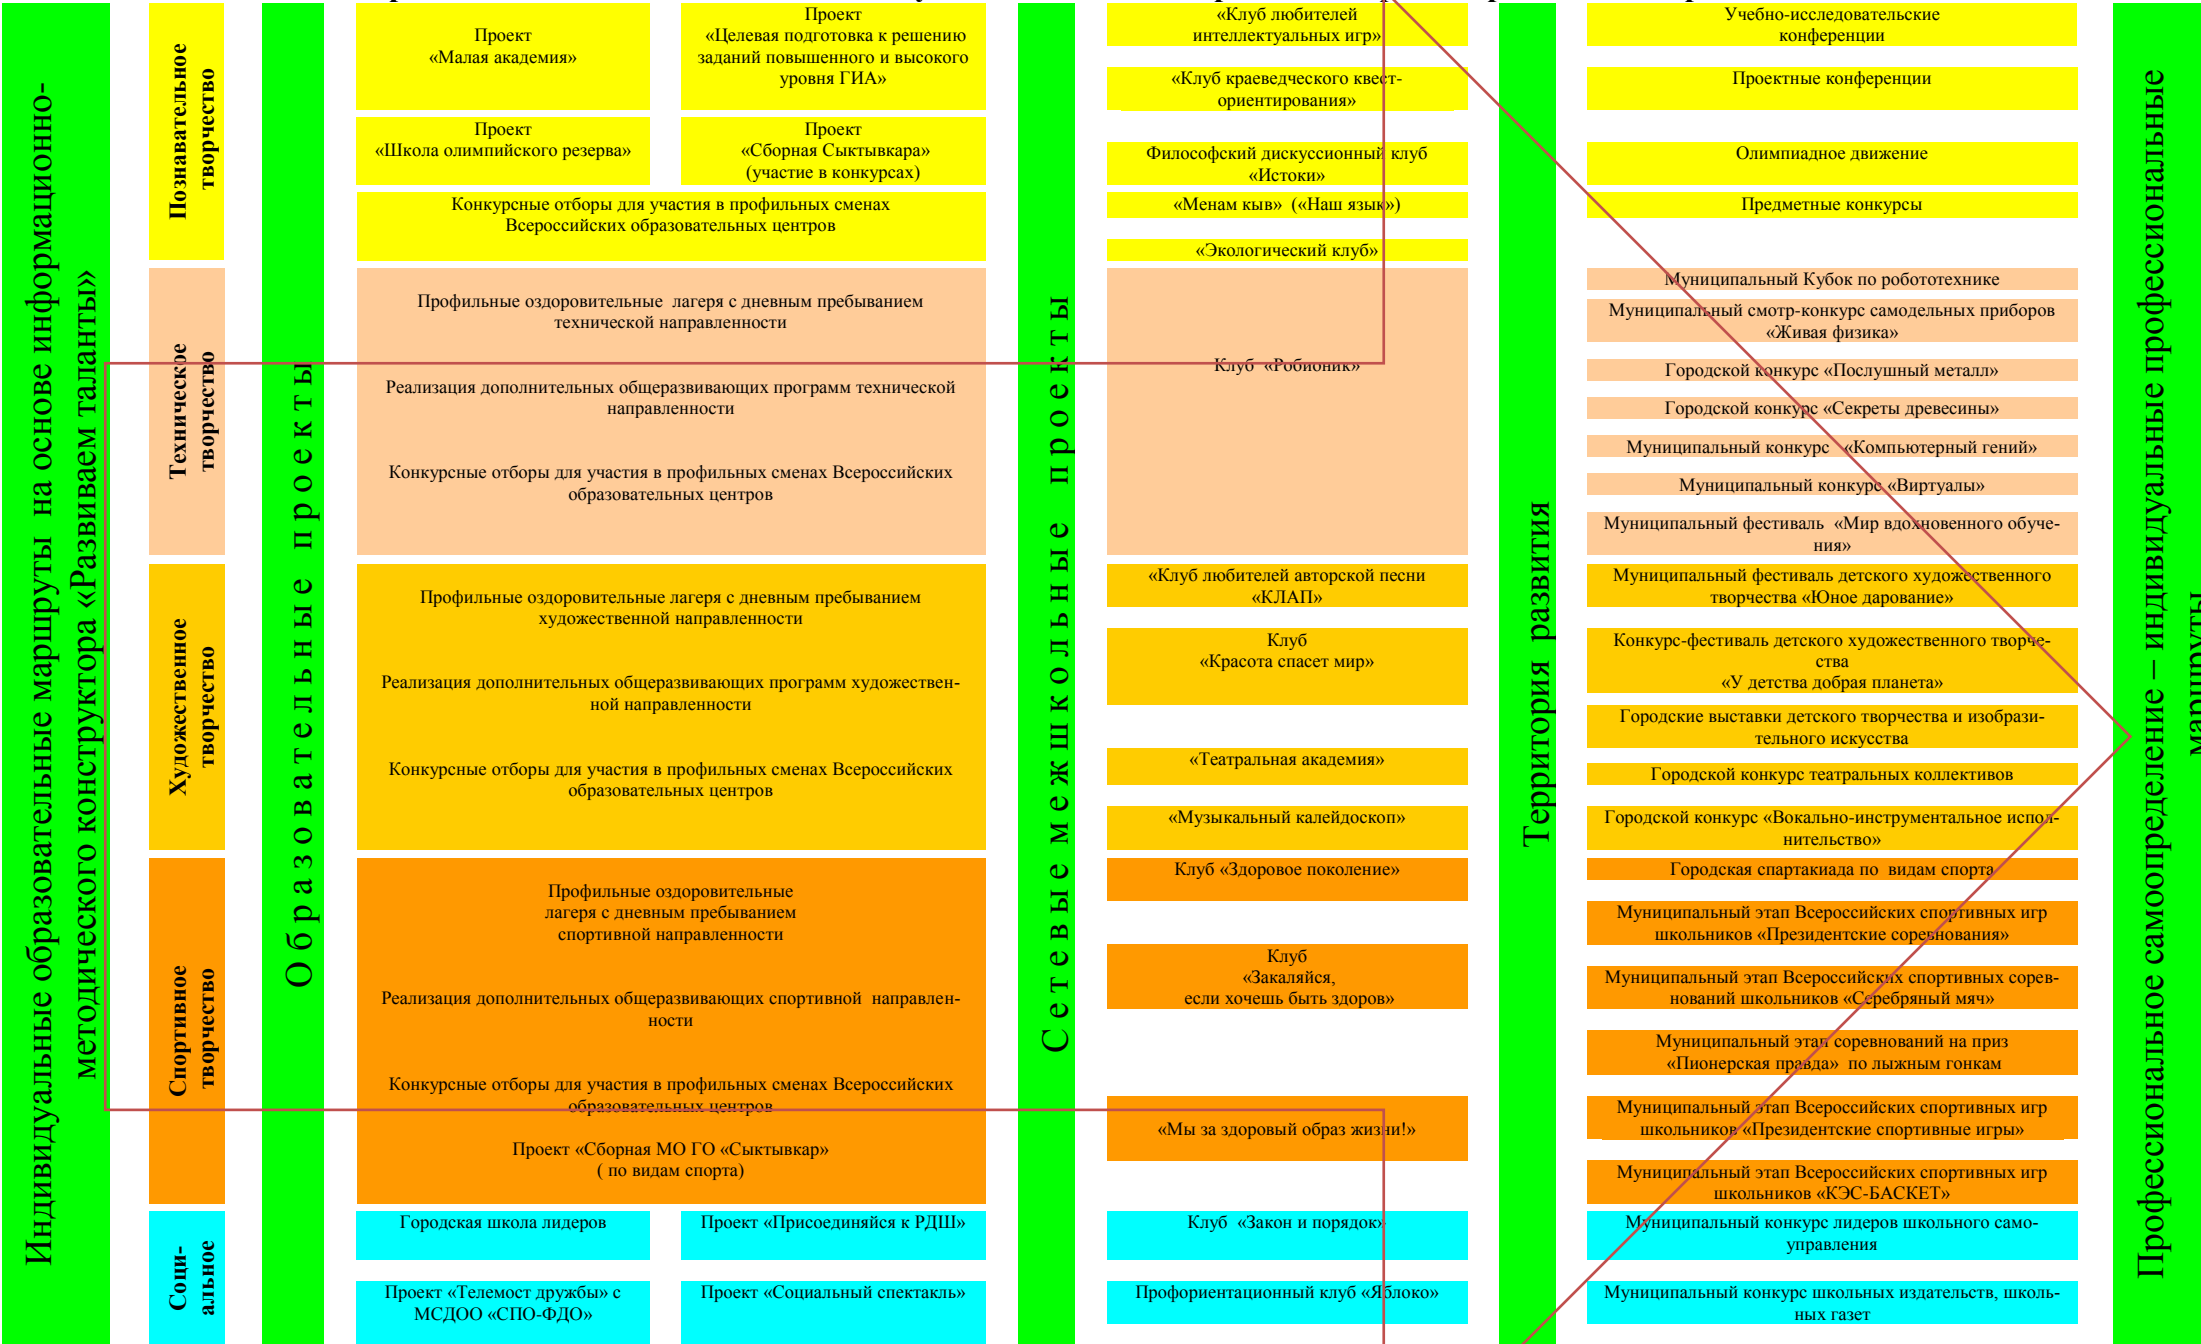 Индивидуальные образовательные маршруты на основе информационно-
методического конструктора «Развиваем таланты»
Познавательное
творчество
Техническое
творчество
Художественное
творчество
Спортивное
творчество
Соци-
альное
Образовательные проекты
Проект
«Малая академия»
Проект
«Целевая подготовка к решению
заданий повышенного и высокого
уровня ГИА»
Проект
«Школа олимпийского резерва»
Проект
«Сборная Сыктывкара»
(участие в конкурсах)
Конкурсные отборы для участия в профильных сменах
Всероссийских образовательных центров
Профильные оздоровительные лагеря с дневным пребыванием
технической направленности
Реализация дополнительных общеразвивающих программ технической
направленности
Конкурсные отборы для участия в профильных сменах Всероссийских
образовательных центров
Профильные оздоровительные лагеря с дневным пребыванием
художественной направленности
Реализация дополнительных общеразвивающих программ художествен-
ной направленности
Конкурсные отборы для участия в профильных сменах Всероссийских
образовательных центров
Профильные оздоровительные
лагеря с дневным пребыванием
спортивной направленности
Реализация дополнительных общеразвивающих спортивной направлен-
ности
Конкурсные отборы для участия в профильных сменах Всероссийских
образовательных центров
Проект «Сборная МО ГО «Сыктывкар»
( по видам спорта)
Городская школа лидеров
Проект «Присоединяйся к РДШ»
Проект «Телемост дружбы» с
МСДОО «СПО-ФДО»
Проект «Социальный спектакль»
Сетевые межшкольные проекты
«Клуб любителей
интеллектуальных игр»
«Клуб краеведческого квест-
ориентирования»
Философский дискуссионный клуб
«Истоки»
«Менам кыв» («Наш язык»)
«Экологический клуб»
Клуб «Робионик»
«Клуб любителей авторской песни
«КЛАП»
Клуб
«Красота спасет мир»
«Театральная академия»
«Музыкальный калейдоскоп»
Клуб «Здоровое поколение»
Клуб
«Закаляйся,
если хочешь быть здоров»
«Мы за здоровый образ жизни!»
Клуб «Закон и порядок»
Профориентационный клуб «Яблоко»
Территория развития
Учебно-исследовательские
конференции
Проектные конференции
Олимпиадное движение
Предметные конкурсы
Муниципальный Кубок по робототехнике
Муниципальный смотр-конкурс самодельных приборов
«Живая физика»
Городской конкурс «Послушный металл»
Городской конкурс «Секреты древесины»
Муниципальный конкурс «Компьютерный гений»
Муниципальный конкурс «Виртуалы»
Муниципальный фестиваль «Мир вдохновенного обуче-
ния»
Муниципальный фестиваль детского художественного
творчества «Юное дарование»
Конкурс-фестиваль детского художественного творче-
ства
«У детства добрая планета»
Городские выставки детского творчества и изобрази-
тельного искусства
Городской конкурс театральных коллективов
Городской конкурс «Вокально-инструментальное испол-
нительство»
Городская спартакиада по видам спорта
Муниципальный этап Всероссийских спортивных игр
школьников «Президентские соревнования»
Муниципальный этап Всероссийских спортивных сорев-
нований школьников «Серебряный мяч»
Муниципальный этап соревнований на приз
«Пионерская правда» по лыжным гонкам
Муниципальный этап Всероссийских спортивных игр
школьников «Президентские спортивные игры»
Муниципальный этап Всероссийских спортивных игр
школьников «КЭС-БАСКЕТ»
Муниципальный конкурс лидеров школьного само-
управления
Муниципальный конкурс школьных издательств, школь-
ных газет
Профессиональное самоопределение – индивидуальные профессиональные
маршруты